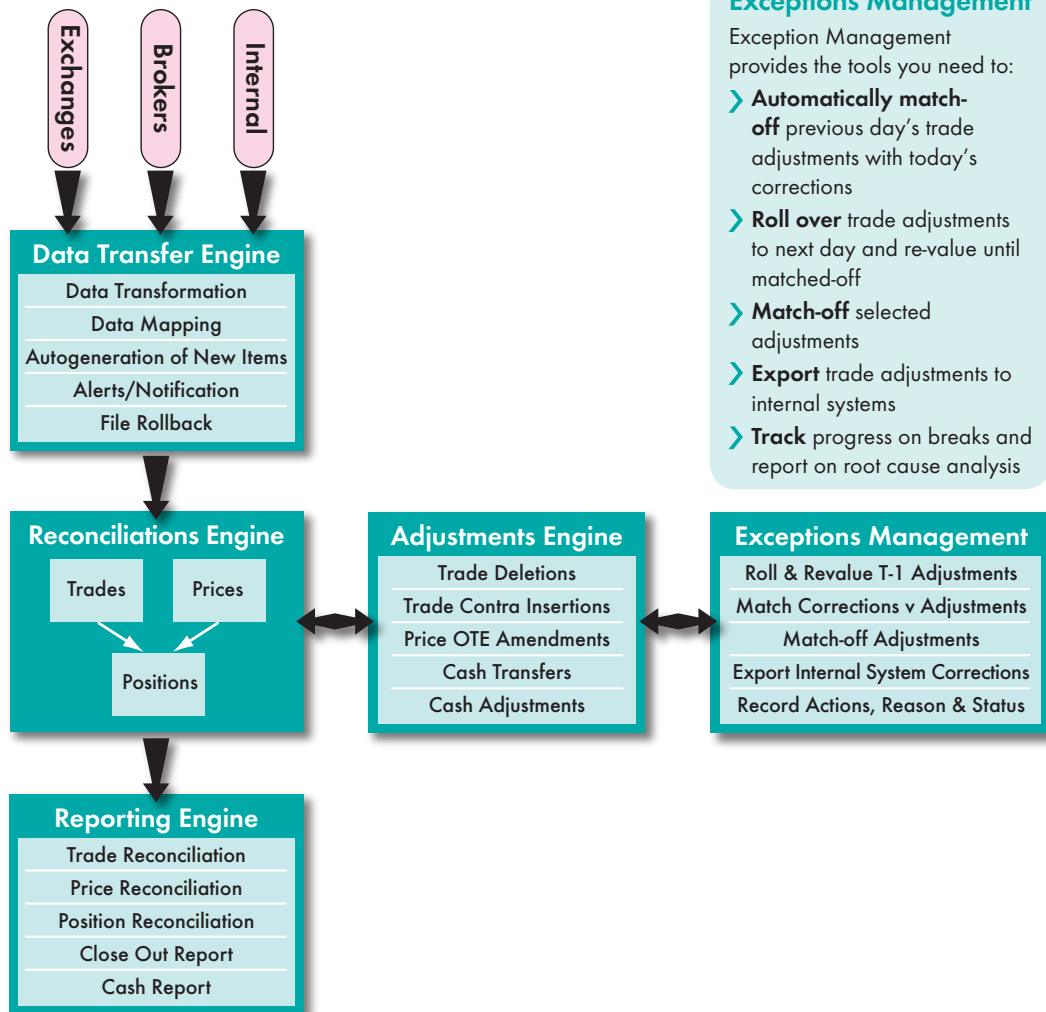 Exchanges
Brokers
Internal
Exceptions Management
Exception Management
provides the tools you need to:
Automatically match-
off previous day's trade
adjustments with today's
corrections
Roll over trade adjustments
to next day and re-value until
matched-off
Match-off selected
adjustments
Export trade adjustments to
internal systems
Track progress on breaks and
report on root cause analysis
Data Transfer Engine
Data Transformation
Data Mapping
Autogeneration of New Items
Alerts/Notification
File Rollback
Reconciliations Engine
Trades
Prices
Positions
Adjustments Engine
Trade Deletions
Trade Contra Insertions
Price OTE Amendments
Cash Transfers
Cash Adjustments
Exceptions Management
Roll & Revalue T-1 Adjustments
Match Corrections v Adjustments
Match-off Adjustments
Export Internal System Corrections
Record Actions, Reason & Status
Reporting Engine
Trade Reconciliation
Price Reconciliation
Position Reconciliation
Close Out Report
Cash Report